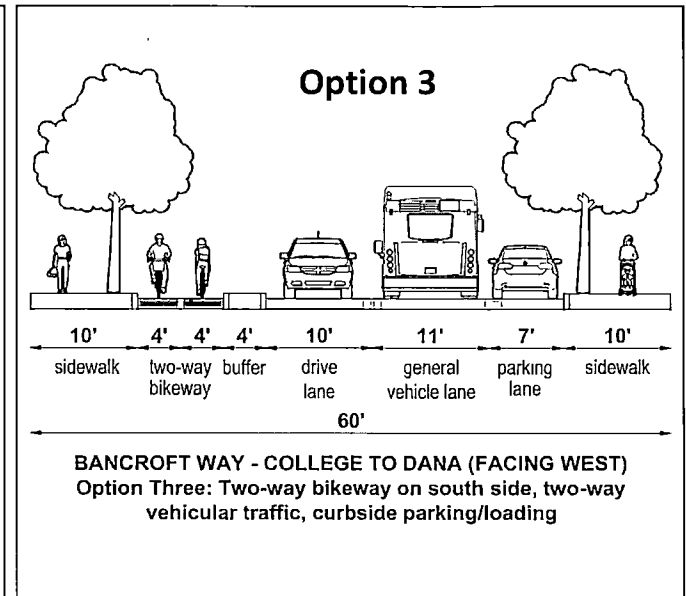 Option 3
10' 4' 4' 4' 10' 11' 7' 10'
sidewalk two-way buffer drive general parking sidewalk
bikeway lane vehicle lane lane
60'
BANCROFT WAY - COLLEGE TO DANA (FACING WEST)
Option Three: Two-way bikeway on south side, two-way
vehicular traffic, curbside parking/loading